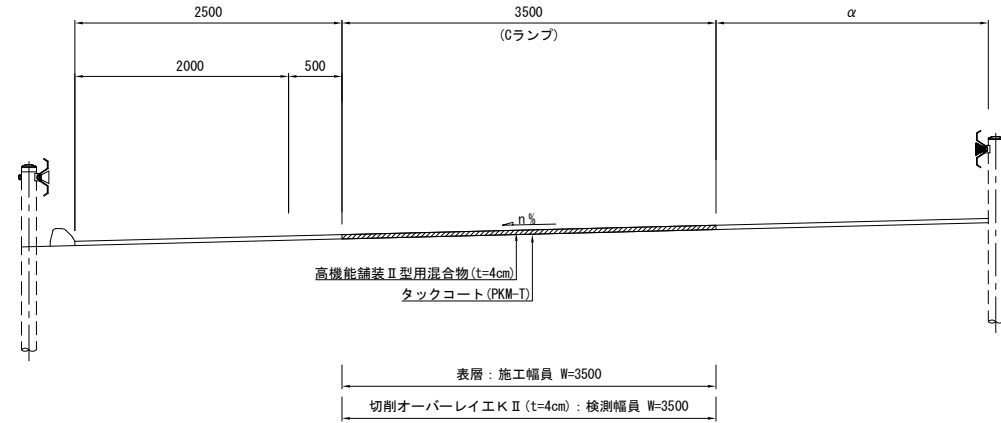 2500
3500
α
(Cランプ)
2000
500
n%
高機能舗装Ⅱ型用混合物(t=4cm)
タックコート(PKM-T)
表層：施工幅員 W=3500
切削オーバーレイ工KⅡ(t=4cm)：検測幅員 W=3500